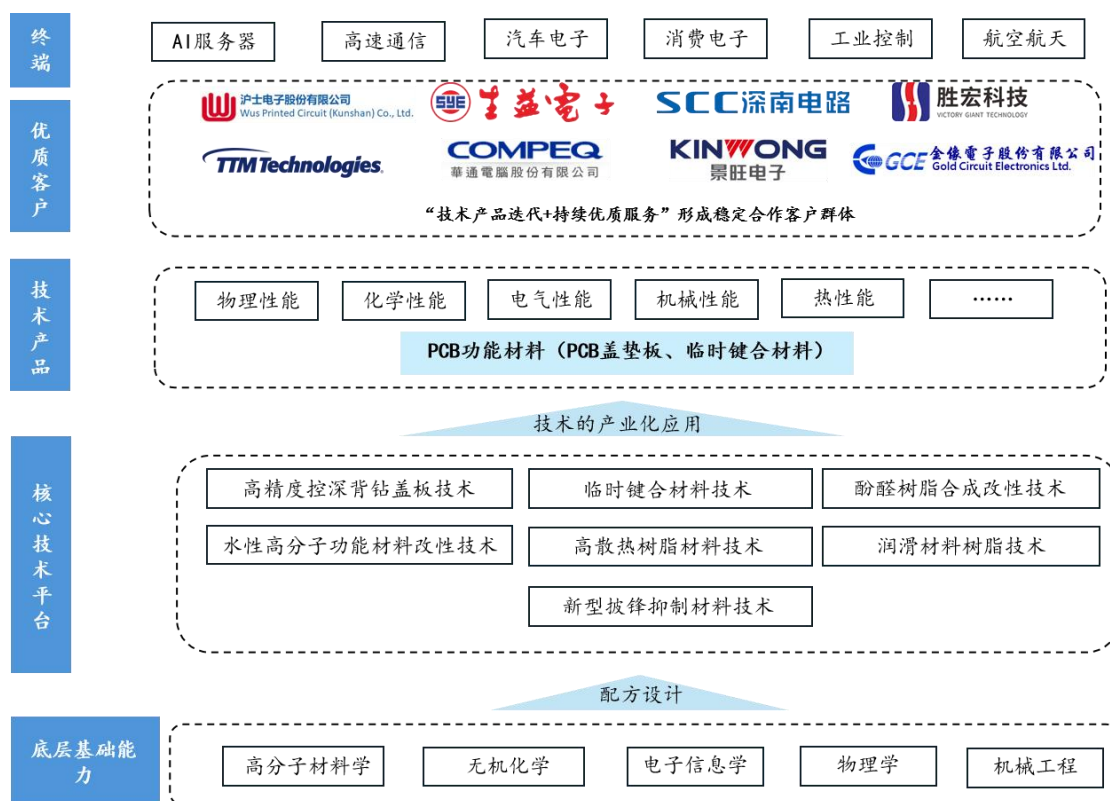 终端
AI服务器
高速通信
汽车电子
消费电子
工业控制
航空航天
优质客户
沪士电子股份有限公司
Wus Printed Circuit (Kunshan) Co., Ltd.
SYE 生益電子
SCC深南电路
胜宏科技
VICTORY GIANT TECHNOLOGY
TTM Technologies
COMPEQ
華通電腦股份有限公司
KINWONG
景旺电子
GCE 金像電子股份有限公司
Gold Circuit Electronics Ltd.
“技术产品迭代+持续优质服务”形成稳定合作客户群体
技术产品
物理性能
化学性能
电气性能
机械性能
热性能
……
PCB功能材料（PCB盖垫板、临时键合材料）
技术的产业化应用
核心技术平台
高精度控深背钻盖板技术
临时键合材料技术
酚醛树脂合成改性技术
水性高分子功能材料改性技术
高散热树脂材料技术
润滑材料树脂技术
新型披锋抑制材料技术
配方设计
底层基础能力
高分子材料学
无机化学
电子信息学
物理学
机械工程